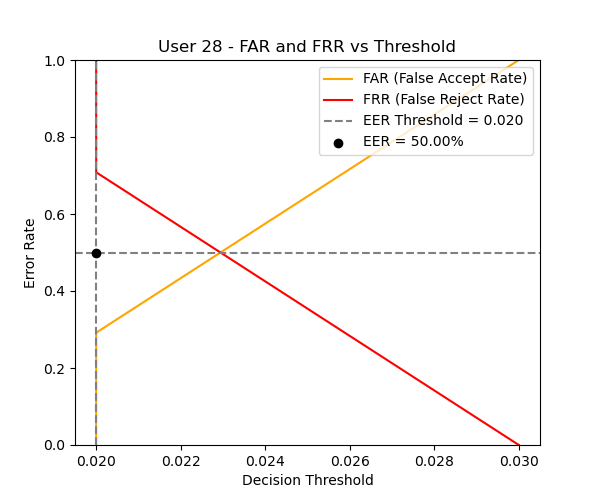 User 28 - FAR and FRR vs Threshold
1.0
0.8
0.6
0.4
0.2
0.0
Error Rate
FAR (False Accept Rate)
FRR (False Reject Rate)
EER Threshold = 0.020
EER = 50.00%
0.020 0.022 0.024 0.026 0.028 0.030
Decision Threshold